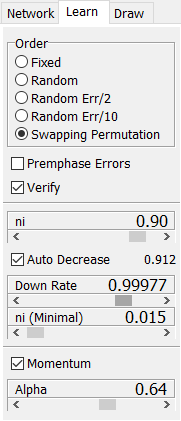 Network Learn Draw
Order
Fixed
Random
Random Err/2
Random Err/10
Swapping Permutation
Premphase Errors
Verify
ni 0.90
Auto Decrease 0.912
Down Rate 0.99977
ni (Minimal) 0.015
Momentum
Alpha 0.64